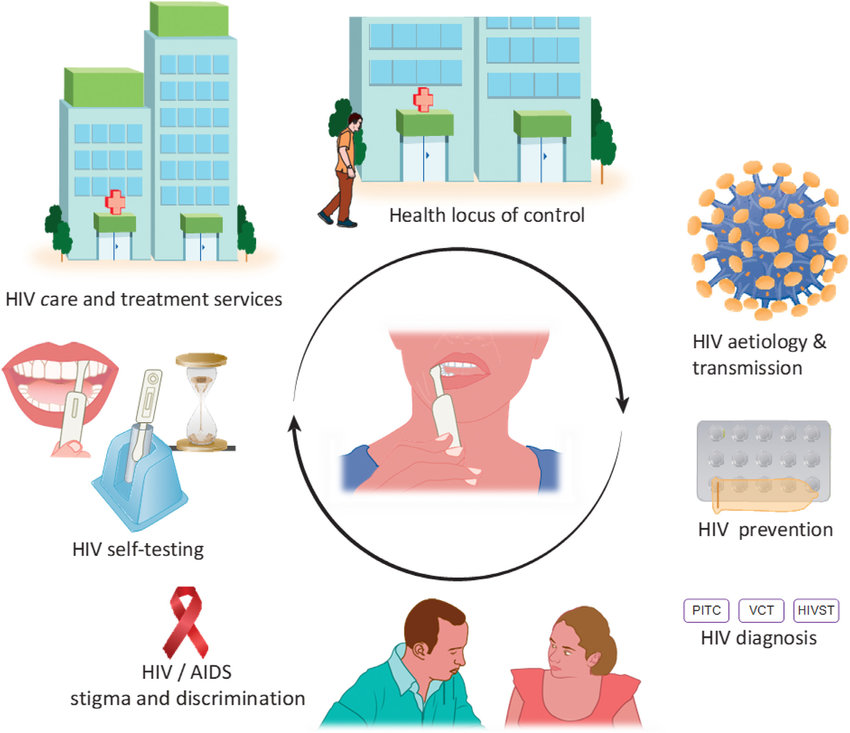 Health locus of control
HIV care and treatment services
HIV aetiology &
transmission
HIV prevention
HIV self-testing
PITC VCT HIVST
HIV diagnosis
HIV / AIDS
stigma and discrimination